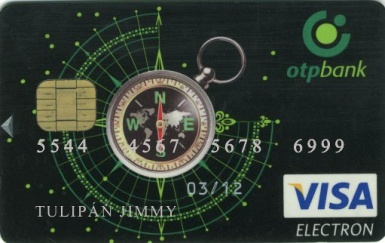 otpbank
N
W E
S
5544 4567 5678 6999
03/12
TULIPÁN JIMMY
VISA
ELECTRON